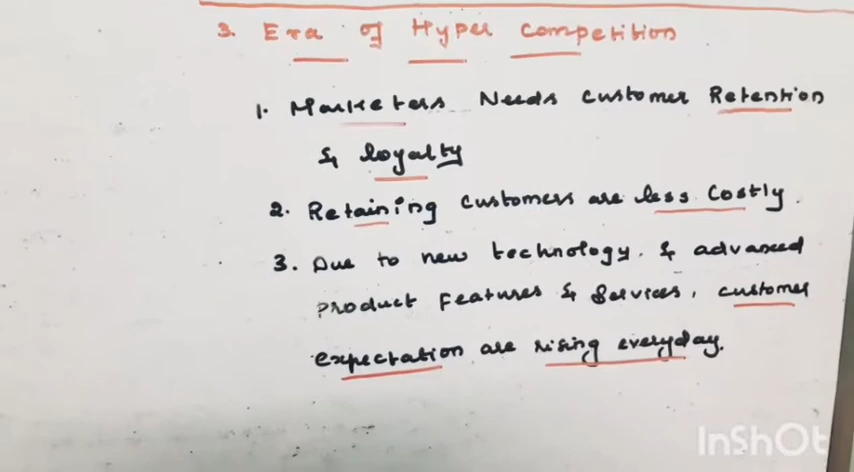 3. Era of Hyper Competition
1. Marketers Needs customer Retention
& loyalty
2. Retaining customers are less costly.
3. Due to new technology. & advanced
product features & services, customer
expectation are rising everyday.
InShOt